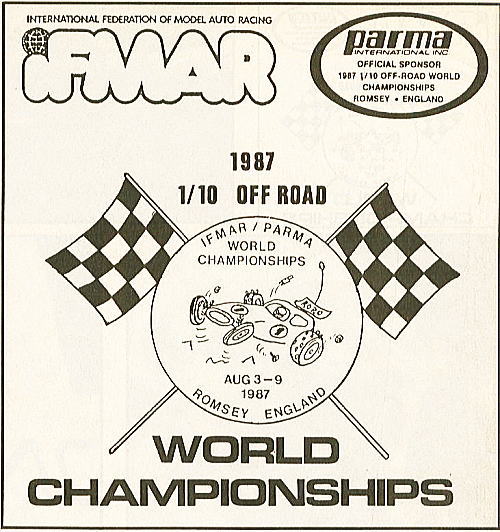 INTERNATIONAL FEDERATION OF MODEL AUTO RACING
iFMAR
parma
INTERNATIONAL INC
OFFICIAL SPONSOR
1987 1/10 OFF-ROAD WORLD
CHAMPIONSHIPS
ROMSEY • ENGLAND
1987
1/10 OFF ROAD
IFMAR / PARMA
WORLD
CHAMPIONSHIPS
AUG 3-9
1987
ROMSEY ENGLAND
WORLD
CHAMPIONSHIPS